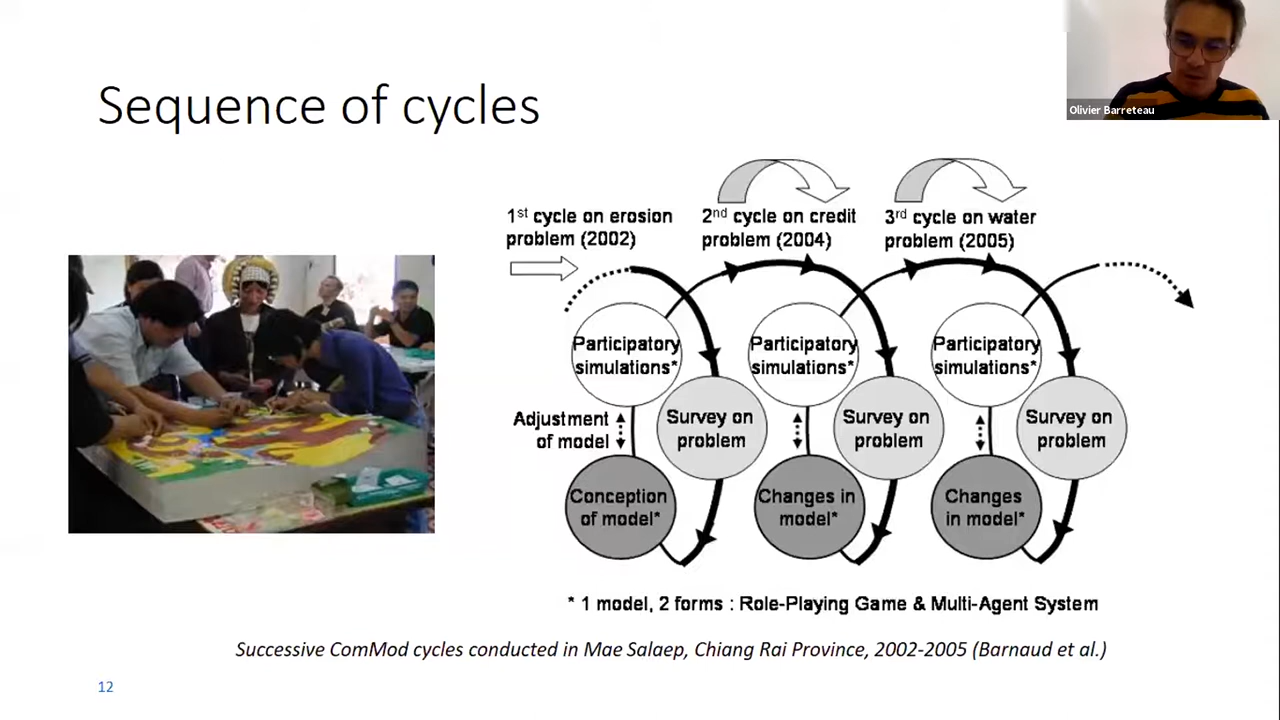 Olivier Barreteau
Sequence of cycles
1st cycle on erosion
problem (2002)
2nd cycle on credit
problem (2004)
3rd cycle on water
problem (2005)
Participatory
simulations*
Participatory
simulations*
Participatory
simulations*
Adjustment
of model
Survey on
problem
Survey on
problem
Survey on
problem
Conception
of model*
Changes in
model*
Changes
in model*
* 1 model, 2 forms : Role-Playing Game & Multi-Agent System
Successive ComMod cycles conducted in Mae Salaep, Chiang Rai Province, 2002-2005 (Barnaud et al.)
12